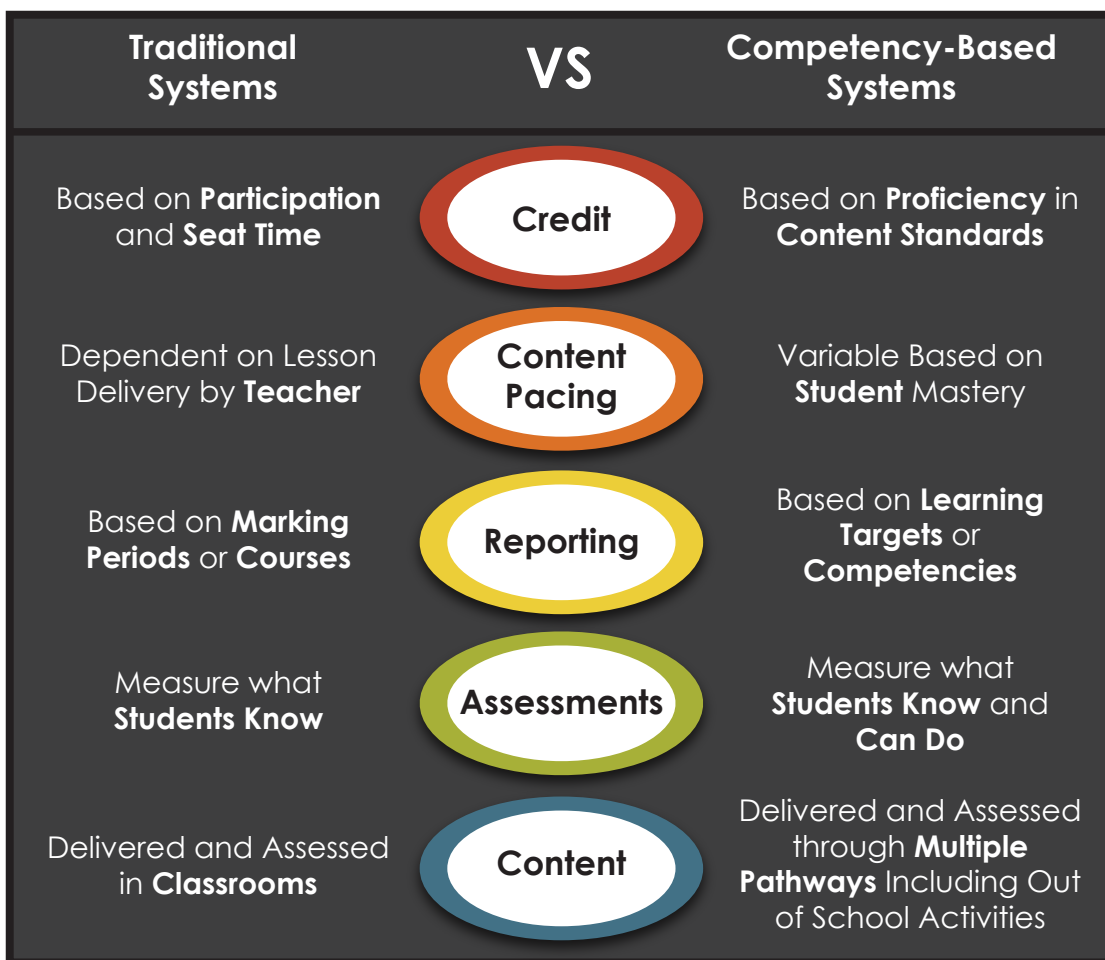 Traditional
Systems
VS
Competency-Based
Systems
Based on Participation
and Seat Time
Credit
Based on Proficiency in
Content Standards
Dependent on Lesson
Delivery by Teacher
Content
Pacing
Variable Based on
Student Mastery
Based on Marking
Periods or Courses
Reporting
Based on Learning
Targets or
Competencies
Measure what
Students Know
Assessments
Measure what
Students Know and
Can Do
Delivered and Assessed
in Classrooms
Content
Delivered and Assessed
through Multiple
Pathways Including Out
of School Activities